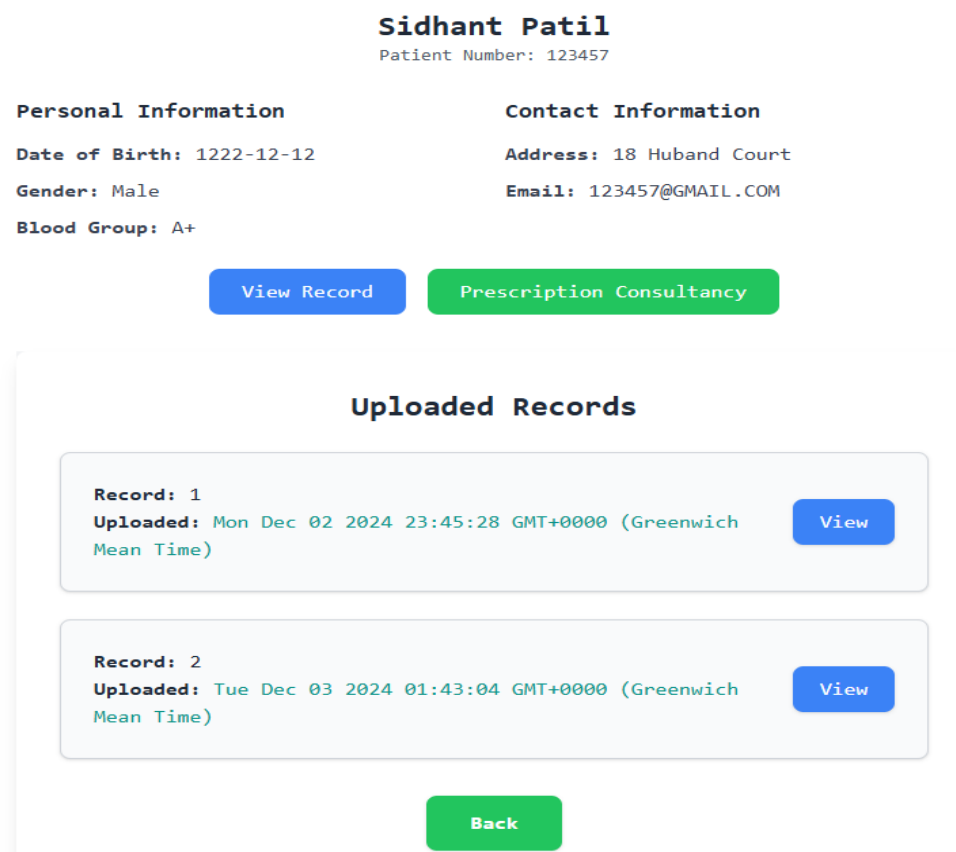 Sidhant Patil
Patient Number: 123457
Personal Information
Date of Birth: 1222-12-12
Gender: Male
Blood Group: A+
Contact Information
Address: 18 Huband Court
Email: 123457@GMAIL.COM
View Record
Prescription Consultancy
Uploaded Records
Record: 1
Uploaded: Mon Dec 02 2024 23:45:28 GMT+0000 (Greenwich
Mean Time)
View
Record: 2
Uploaded: Tue Dec 03 2024 01:43:04 GMT+0000 (Greenwich
Mean Time)
View
Back